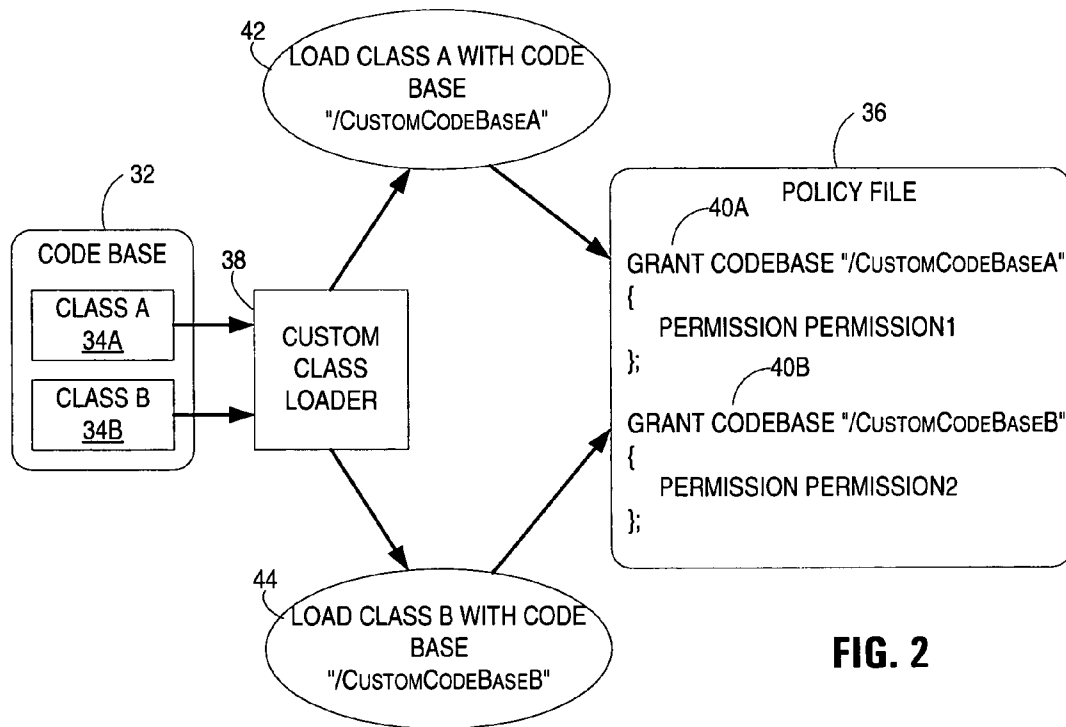 42
LOAD CLASS A WITH CODE
BASE
"/CUSTOMCODEBASEA"
32
CODE BASE
CLASS A
34A
CLASS B
34B
38
CUSTOM
CLASS
LOADER
36
POLICY FILE
40A
GRANT CODEBASE "/CUSTOMCODEBASEA"
{
PERMISSION PERMISSION1
};
40B
GRANT CODEBASE "/CUSTOMCODEBASEB"
{
PERMISSION PERMISSION2
};
44
LOAD CLASS B WITH CODE
BASE
"/CUSTOMCODEBASEB"
FIG. 2